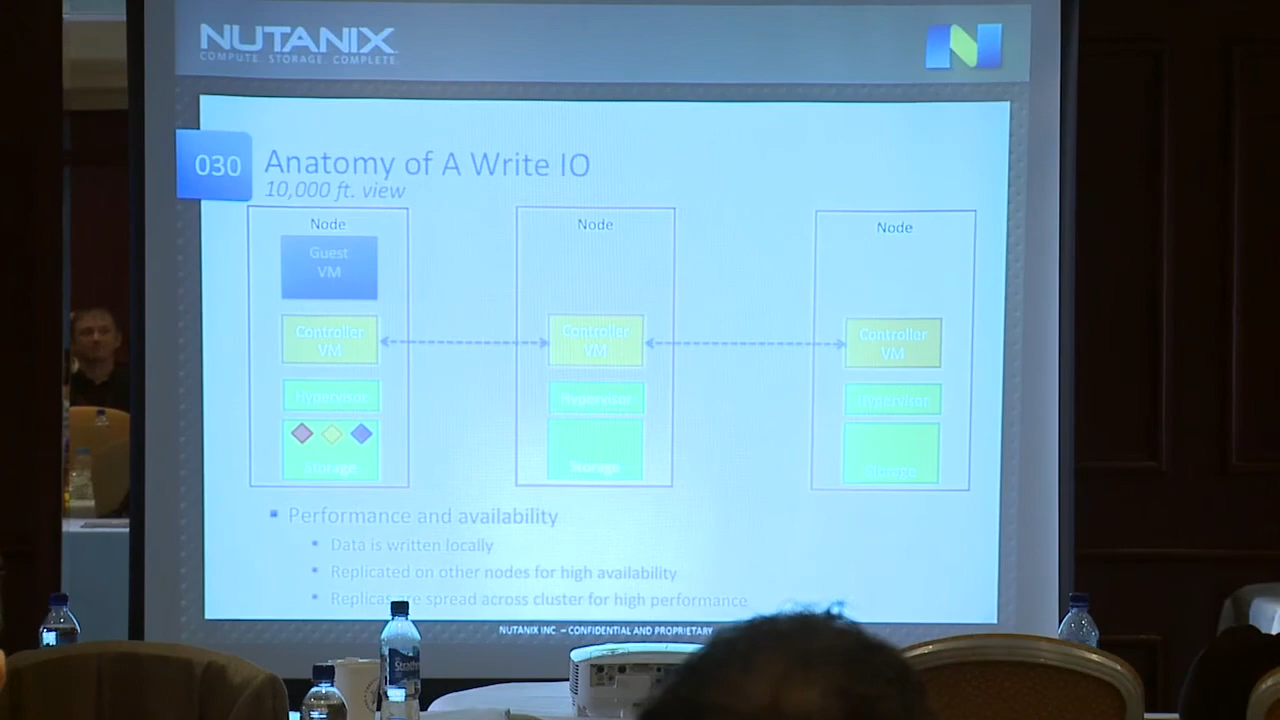 NUTANIX
COMPUTE. STORAGE. COMPLETE.
030
Anatomy of A Write IO
10,000 ft. view
Node
Guest
VM
Controller
VM
Hypervisor
Storage
Node
Controller
VM
Hypervisor
Storage
Node
Controller
VM
Hypervisor
Storage
Performance and availability
Data is written locally
Replicated on other nodes for high availability
Replicas are spread across cluster for high performance
NUTANIX INC. – CONFIDENTIAL AND PROPRIETARY